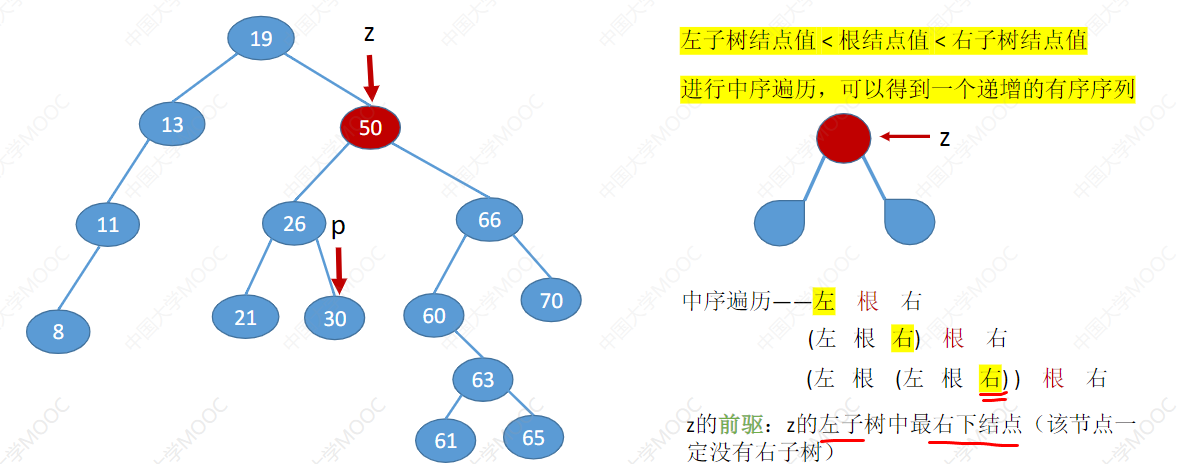 19
z
13
50
11
26
p
66
8
21
30
60
70
63
61
65
左子树结点值 < 根结点值 < 右子树结点值
进行中序遍历，可以得到一个递增的有序序列
z
中序遍历——左 根 右
(左 根 右) 根 右
(左 根 (左 根 右) ) 根 右
z的前驱：z的左子树中最右下结点（该节点一
定没有右子树）
中国大学MOOC